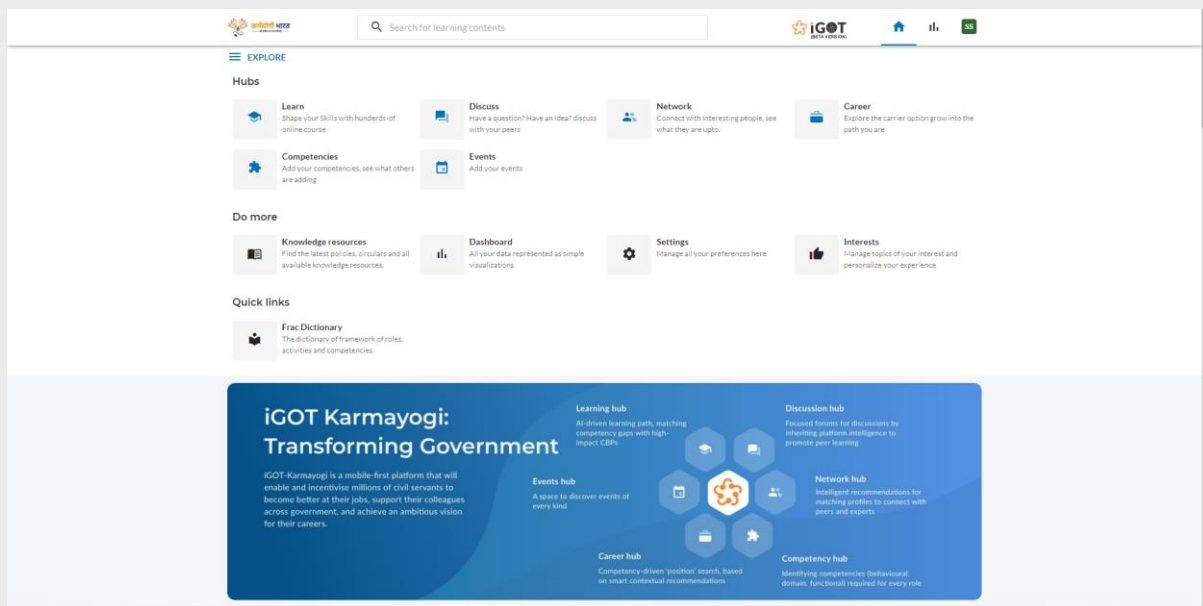 कर्मयोगी भारत
Search for learning contents
iGOT
(BETA VERSION)
SS
EXPLORE
Hubs
Learn
Shape your Skills with hunderds-of
online course
Discuss
Have a question? Have an Idea? discuss
with your peers
Network
Connect with Interesting people, see
what they are upto.
Career
Explore the carrier option grow into the
path you are
Competencies
Add your competencies, see what others
are adding
Events
Add your events
Do more
Knowledge resources
Find the latest policies, circulars and all
available knowledge resources.
Dashboard
All your data represented as simple
visualizations
Settings
Manage all your preferences here
Interests
Manage topics of your interest and
personalize your experience
Quick links
Frac Dictionary
The dictionary of framework of roles,
activities and competencies.
iGOT Karmayogi:
Transforming Government
iGOT-Karmayogi is a mobile-first platform that will
enable and incentivise millions of civil servants to
become better at their jobs, support their colleagues
across government, and achieve an ambitious vision
for their careers.
Learning hub
AI-driven learning path, matching
competency gaps with high-
impact CBPs
Discussion hub
Focused forums for discussions by
inheriting platform intelligence to
promote peer learning
Events hub
A space to discover events of
every kind
Network hub
Intelligent recommendations for
matching profiles to connect with
peers and experts
Career hub
Competency-driven 'position' search, based
on smart contextual recommendations
Competency hub
Identifying competencies (behavioural,
domain, functional) required for every role